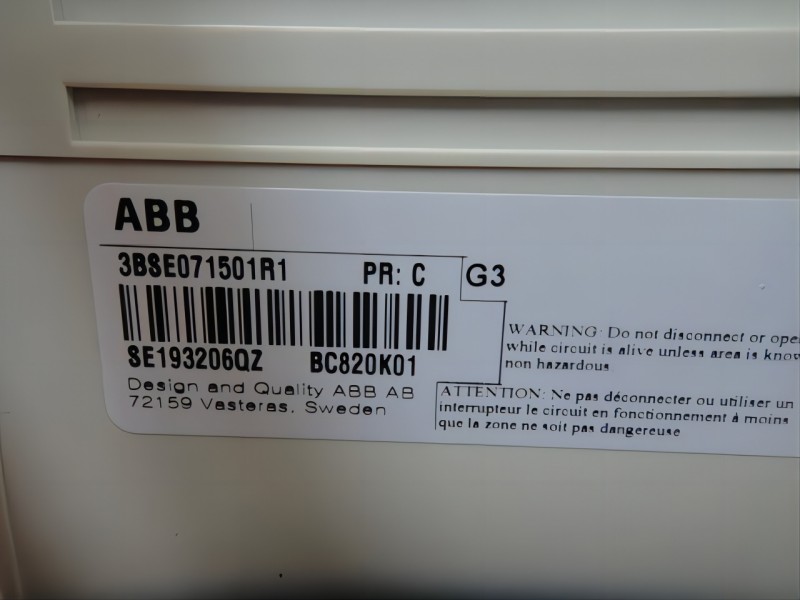 ABB
3BSE071501R1 PR: C G3
SE193206QZ BC820K01
Design and Quality ABB AB
72159 Vasteras, Sweden
WARNING: Do not disconnect or
while circuit is alive unless area is
non hazardous
ATTENTION: Ne pas déconnecter ou utiliser un
interrupteur le circuit en fonctionnement à moins
que la zone ne soit pas dangereuse